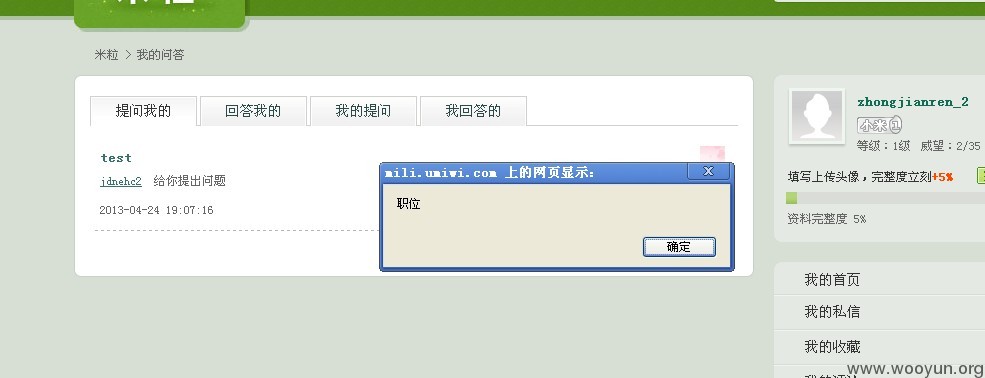 米粒 > 我的问答
提问我的
回答我的
我的提问
我回答的
test
jdnehc2 给你提出问题
2013-04-24 19:07:16
mili.umiwi.com 上的网页显示:
职位
确定
zhongjianren_2
小米1
等级：1级 威望：2/35
填写上传头像，完整度立刻+5%
资料完整度 5%
我的首页
我的私信
我的收藏
www.wooyun.org